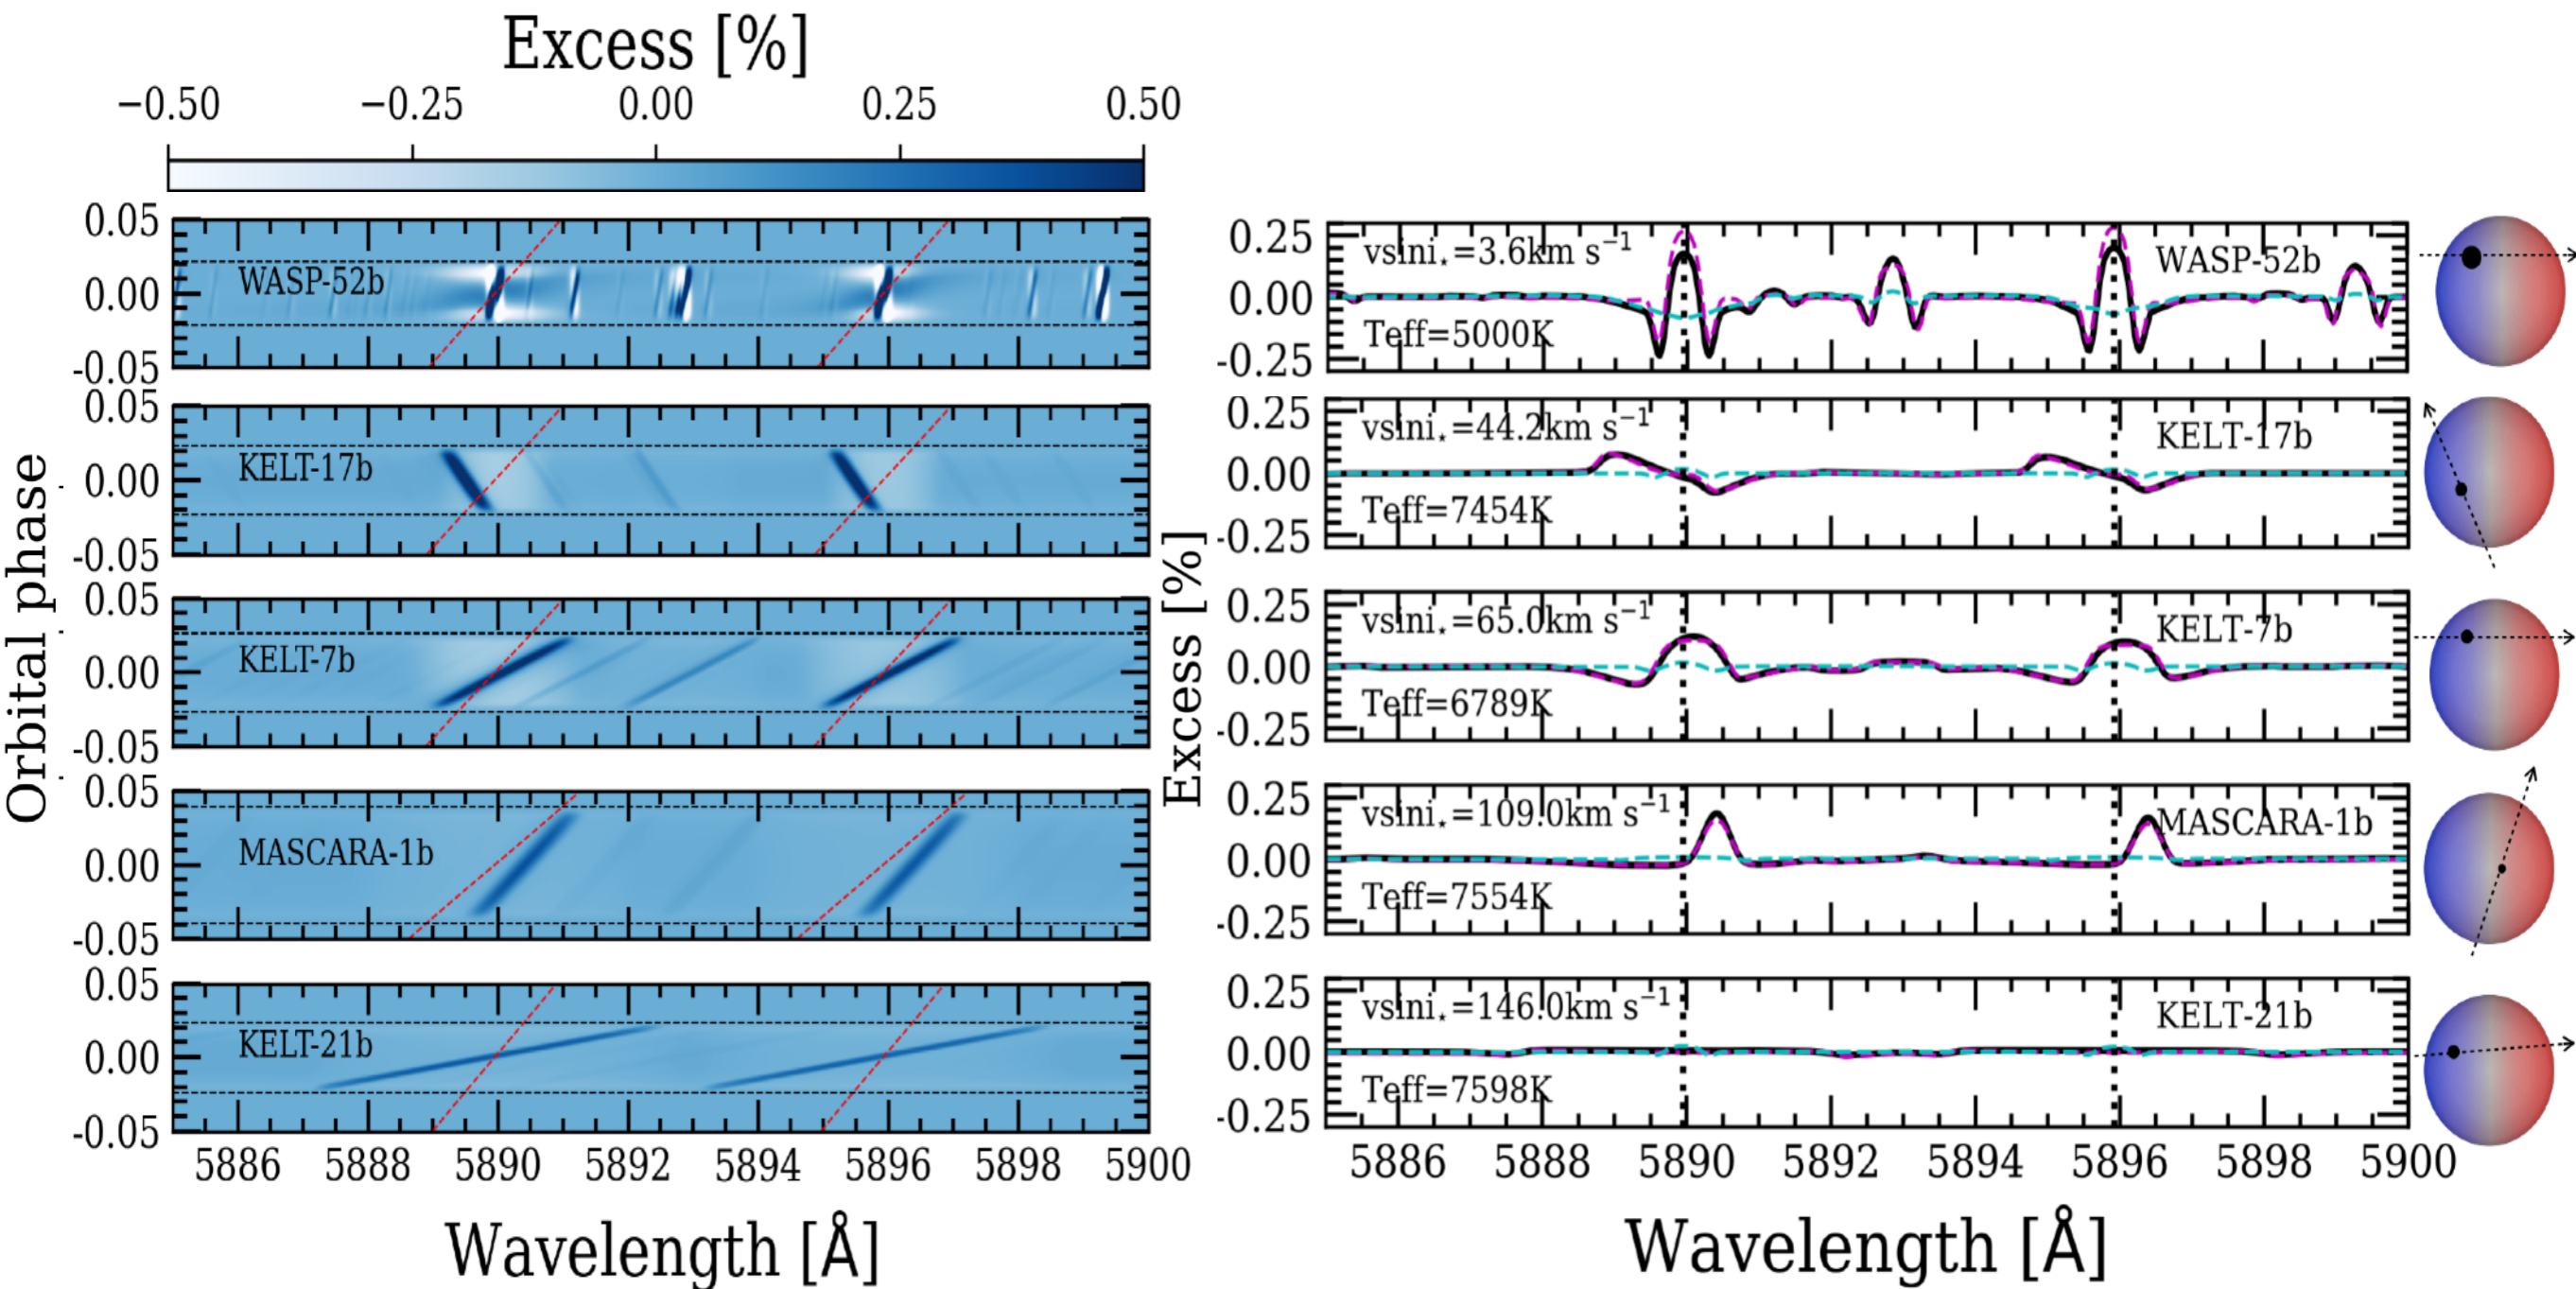 Excess [%]
−0.50 −0.25 0.00 0.25 0.50
Orbital phase
0.05
0.00
-0.05
WASP-52b
0.05
0.00
-0.05
KELT-17b
0.05
0.00
-0.05
KELT-7b
0.05
0.00
-0.05
MASCARA-1b
0.05
0.00
-0.05
KELT-21b
5886 5888 5890 5892 5894 5896 5898 5900
Wavelength [Å]
Excess [%]
0.25
0.00
-0.25
vsini⋆=3.6km s⁻¹
WASP-52b
Teff=5000K
0.25
0.00
-0.25
vsini⋆=44.2km s⁻¹
KELT-17b
Teff=7454K
0.25
0.00
-0.25
vsini⋆=65.0km s⁻¹
KELT-7b
Teff=6789K
0.25
0.00
-0.25
vsini⋆=109.0km s⁻¹
MASCARA-1b
Teff=7554K
0.25
0.00
-0.25
vsini⋆=146.0km s⁻¹
KELT-21b
Teff=7598K
5886 5888 5890 5892 5894 5896 5898 5900
Wavelength [Å]